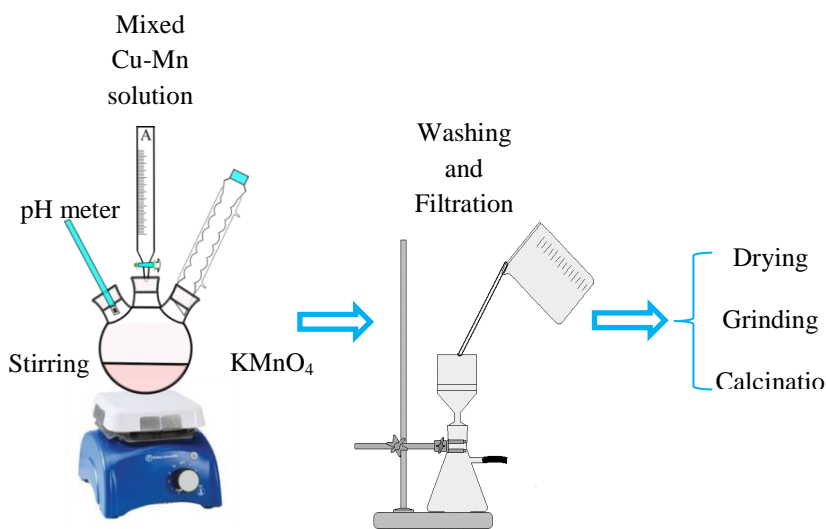 Mixed
Cu-Mn
solution
A
pH meter
Stirring
KMnO₄
Washing
and
Filtration
Drying
Grinding
Calcinatio